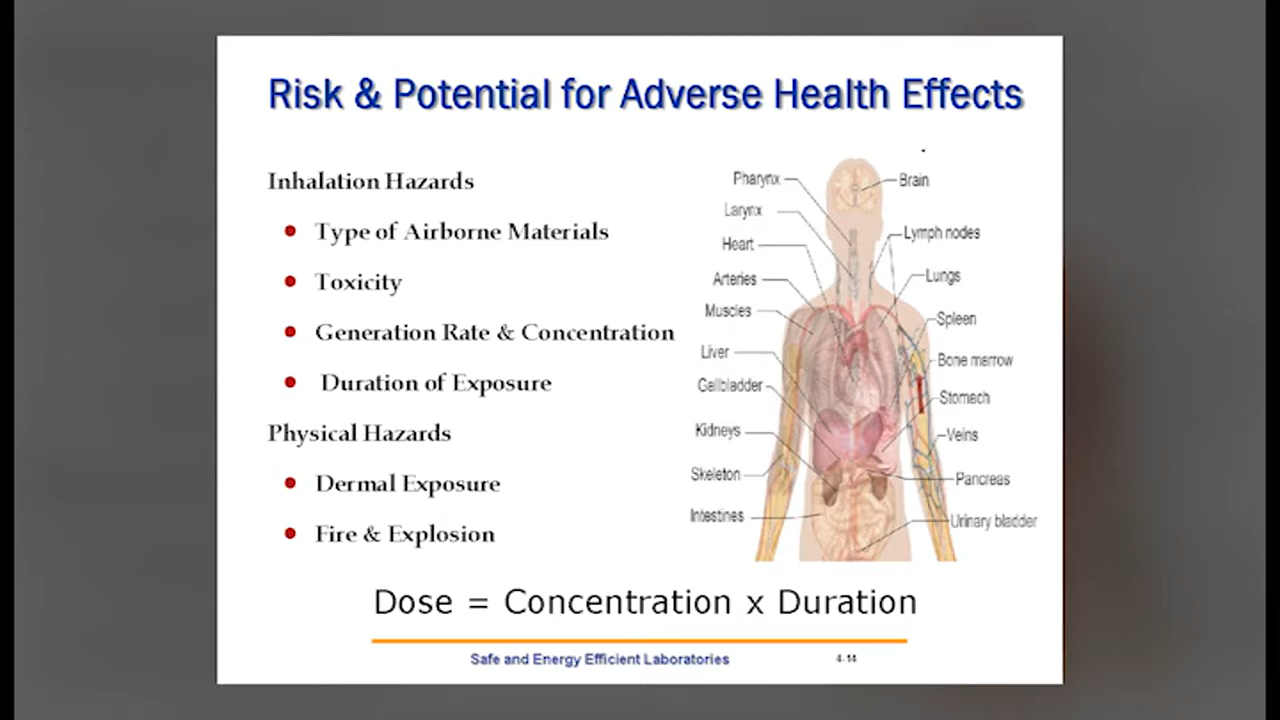 Risk & Potential for Adverse Health Effects
Inhalation Hazards
Type of Airborne Materials
Toxicity
Generation Rate & Concentration
Duration of Exposure
Physical Hazards
Dermal Exposure
Fire & Explosion
Pharynx
Larynx
Heart
Arteries
Muscles
Liver
Gallbladder
Kidneys
Skeleton
Intestines
Brain
Lymph nodes
Lungs
Spleen
Bone marrow
Stomach
Veins
Pancreas
Urinary bladder
Dose = Concentration x Duration
Safe and Energy Efficient Laboratories
4-14